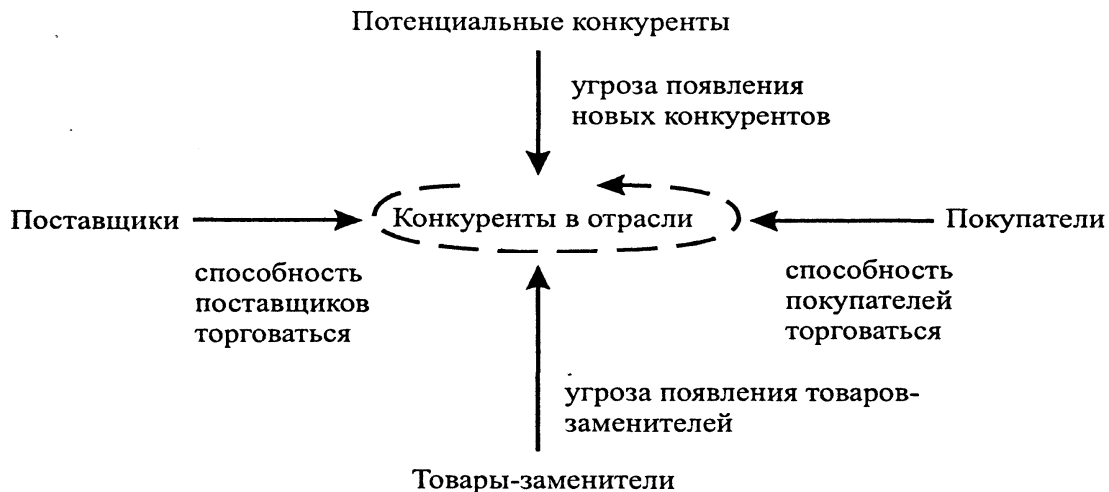 Потенциальные конкуренты
угроза появления
новых конкурентов
Поставщики
Конкуренты в отрасли
Покупатели
способность
поставщиков
торговаться
способность
покупателей
торговаться
угроза появления товаров-
заменителей
Товары-заменители